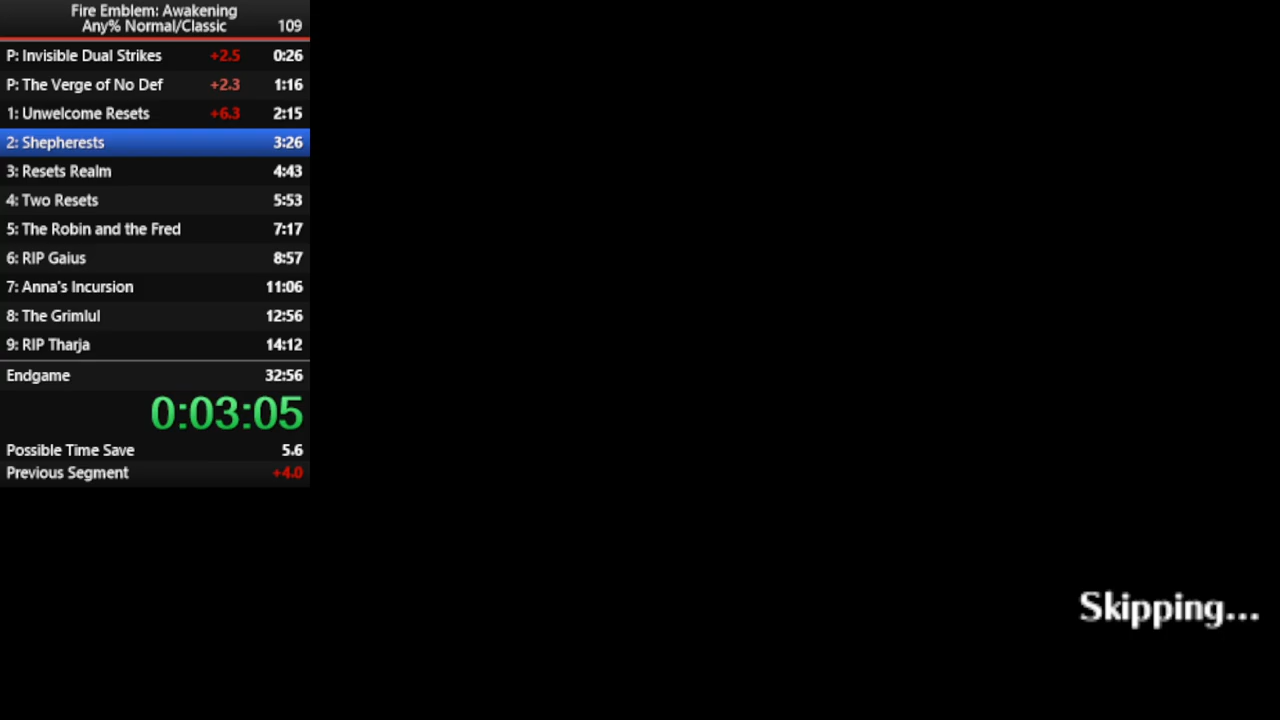 Fire Emblem: Awakening
Any% Normal/Classic 109
P: Invisible Dual Strikes +2.5 0:26
P: The Verge of No Def +2.3 1:16
1: Unwelcome Resets +6.3 2:15
2: Shepherests 3:26
3: Resets Realm 4:43
4: Two Resets 5:53
5: The Robin and the Fred 7:17
6: RIP Gaius 8:57
7: Anna's Incursion 11:06
8: The Grimlul 12:56
9: RIP Tharja 14:12
Endgame 32:56
0:03:05
Possible Time Save 5.6
Previous Segment +4.0
Skipping...